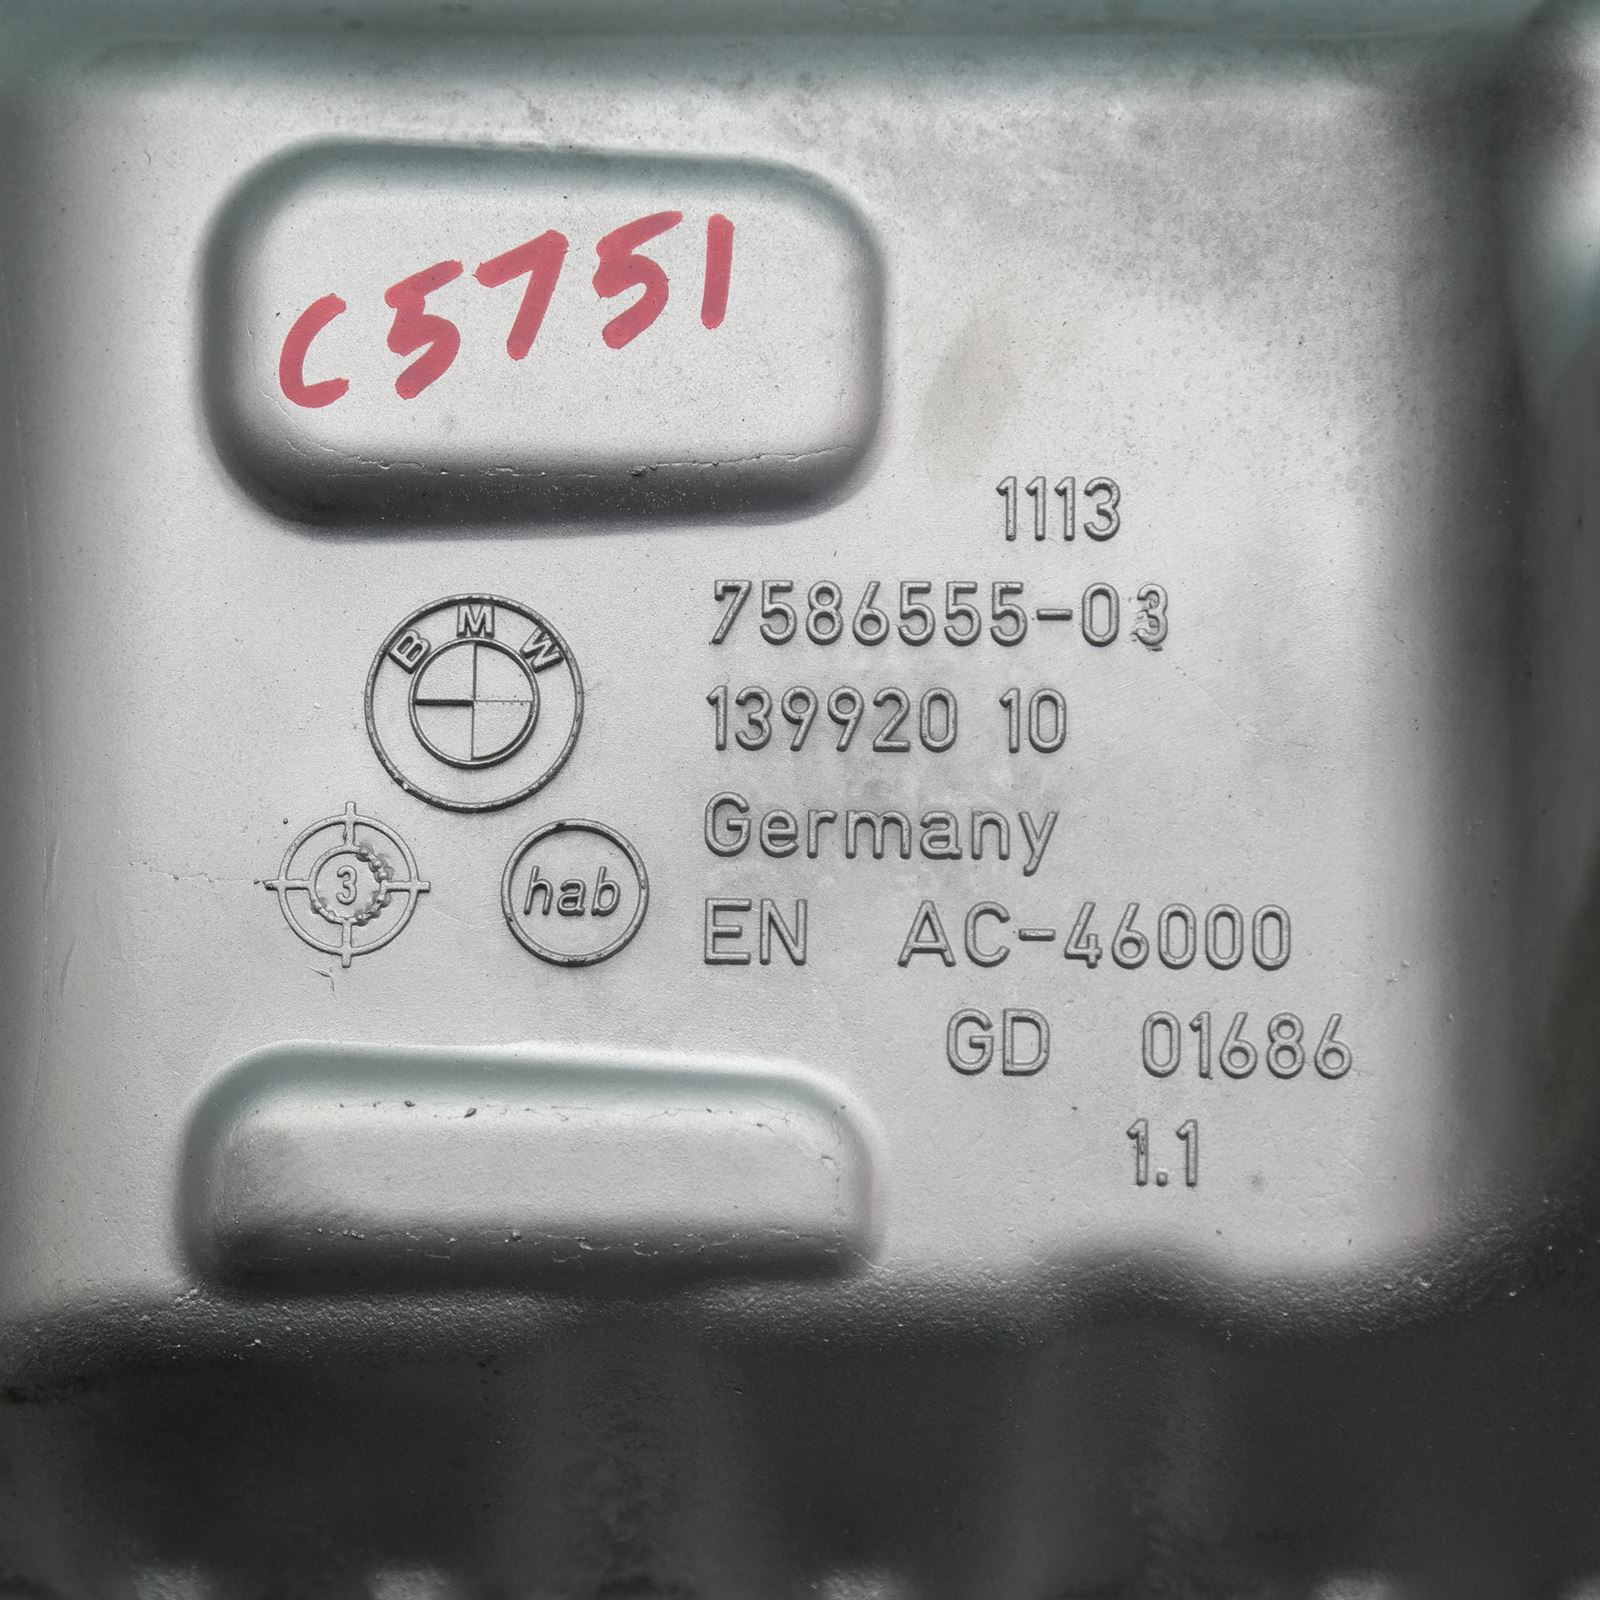 C5751
1113
7586555-03
139920 10
BMW
Germany
3
hab
EN AC-46000
GD 01686
1.1